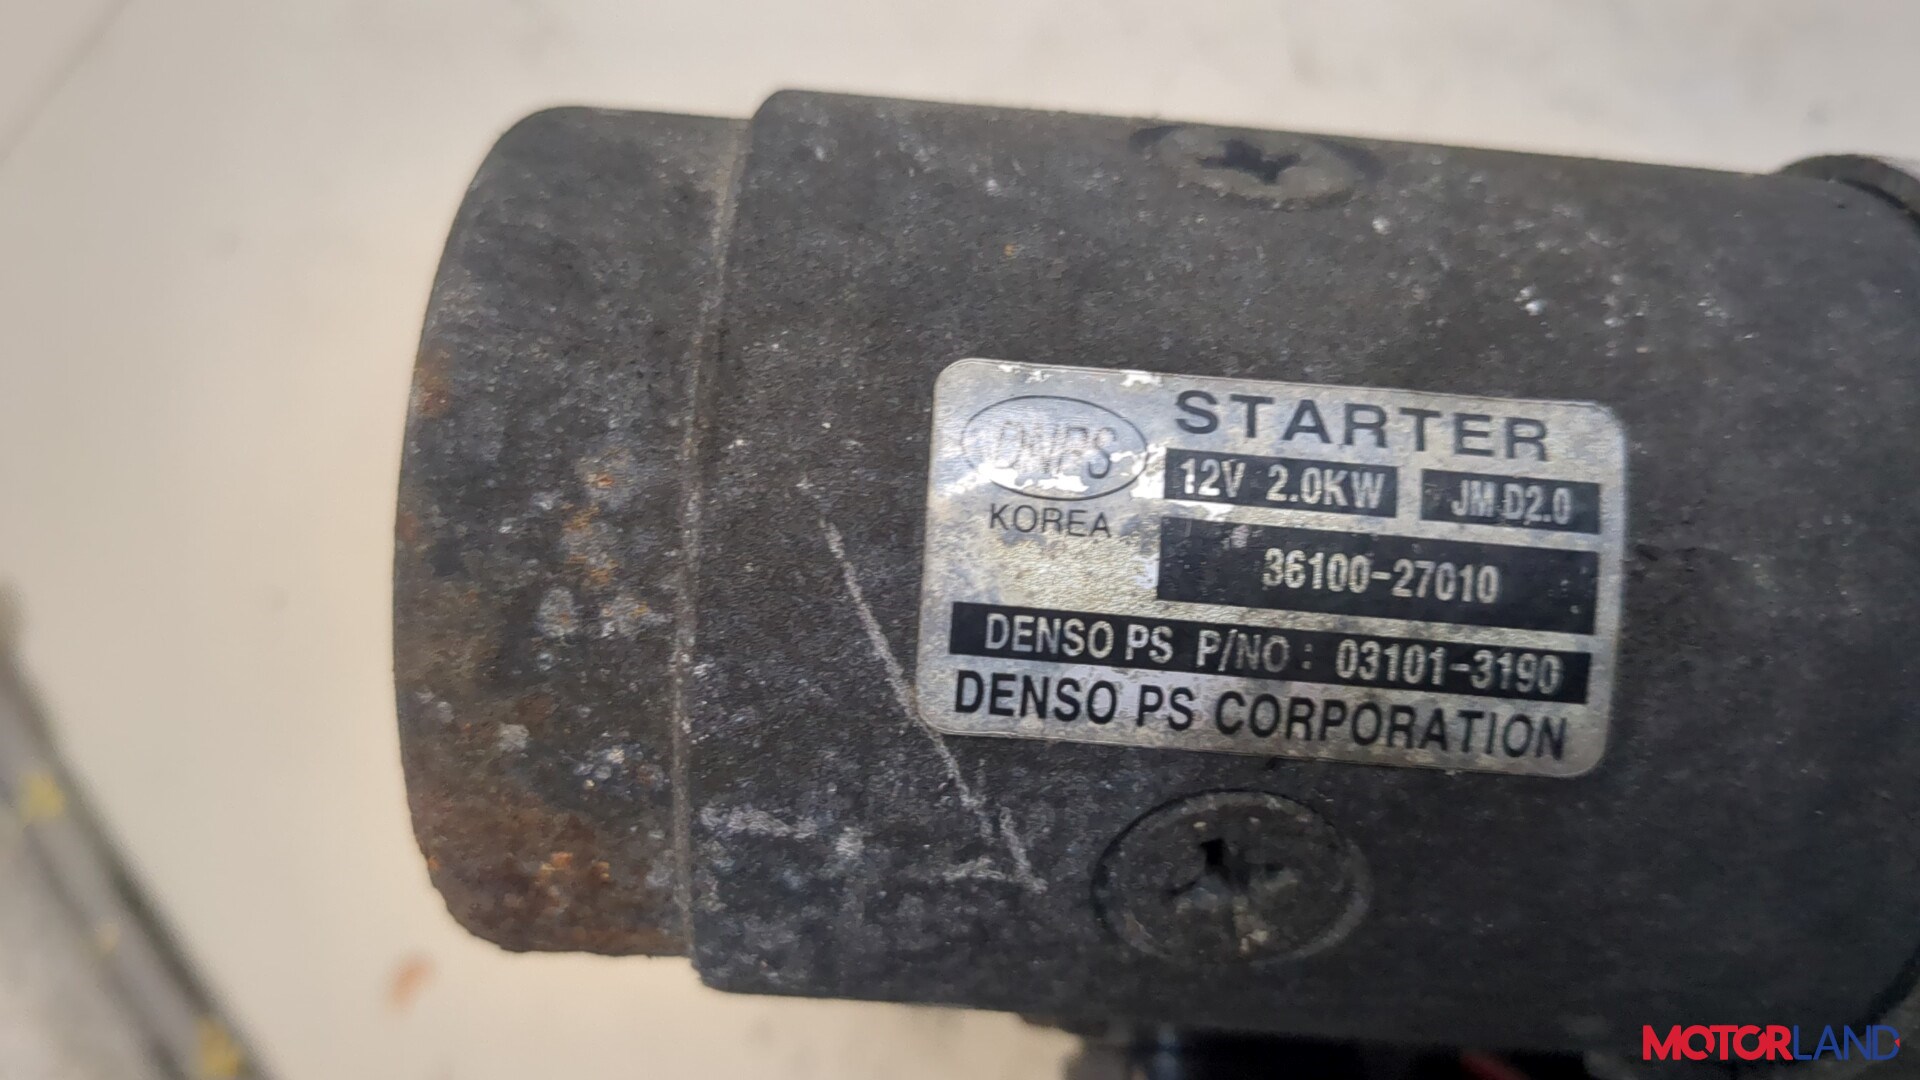 STARTER
DNPS
12V 2.0KW JM D2.0
KOREA
36100-27010
DENSO PS P/NO: 03101-3190
DENSO PS CORPORATION
MOTORLAND